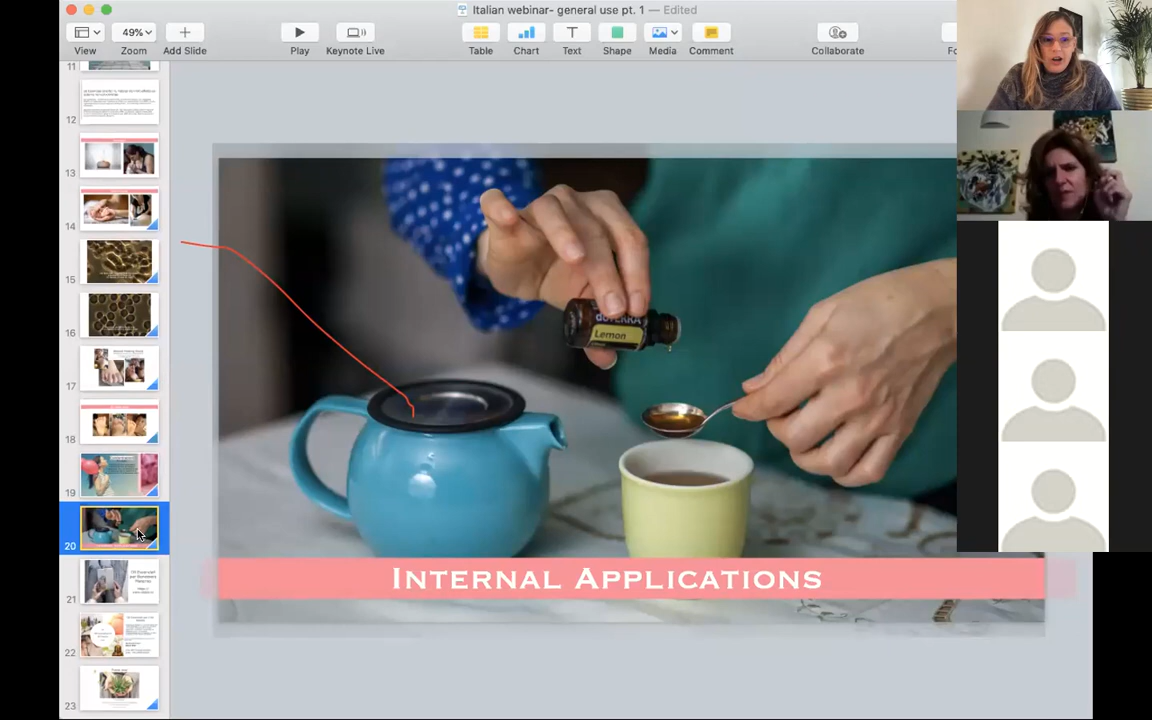 Italian webinar- general use pt. 1 — Edited
49%
View
Zoom
Add Slide
Play
Keynote Live
Table
Chart
Text
Shape
Media
Comment
Collaborate
Fo
11
12
13
14
15
16
17
18
19
20
21
22
23
doTERRA
Lemon
INTERNAL APPLICATIONS